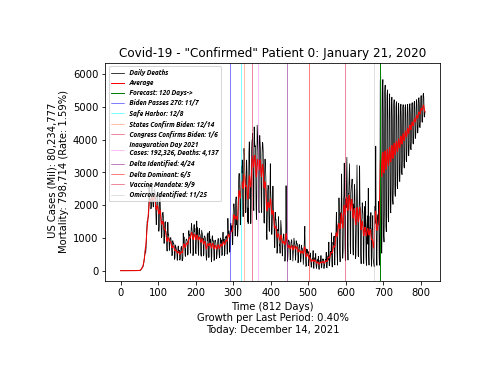 Covid-19 - "Confirmed" Patient 0: January 21, 2020
US Cases (Mil): 80,234,777
Mortality: 798,714 (Rate: 1.59%)
6000
5000
4000
3000
2000
1000
0
Daily Deaths
Average
Forecast: 120 Days->
Biden Passes 270: 11/7
Safe Harbor: 12/8
States Confirm Biden: 12/14
Congress Confirms Biden: 1/6
Inauguration Day 2021
Cases: 192,326, Deaths: 4,137
Delta Identified: 4/24
Delta Dominant: 6/5
Vaccine Mandate: 9/9
Omicron Identified: 11/25
0 100 200 300 400 500 600 700 800
Time (812 Days)
Growth per Last Period: 0.40%
Today: December 14, 2021